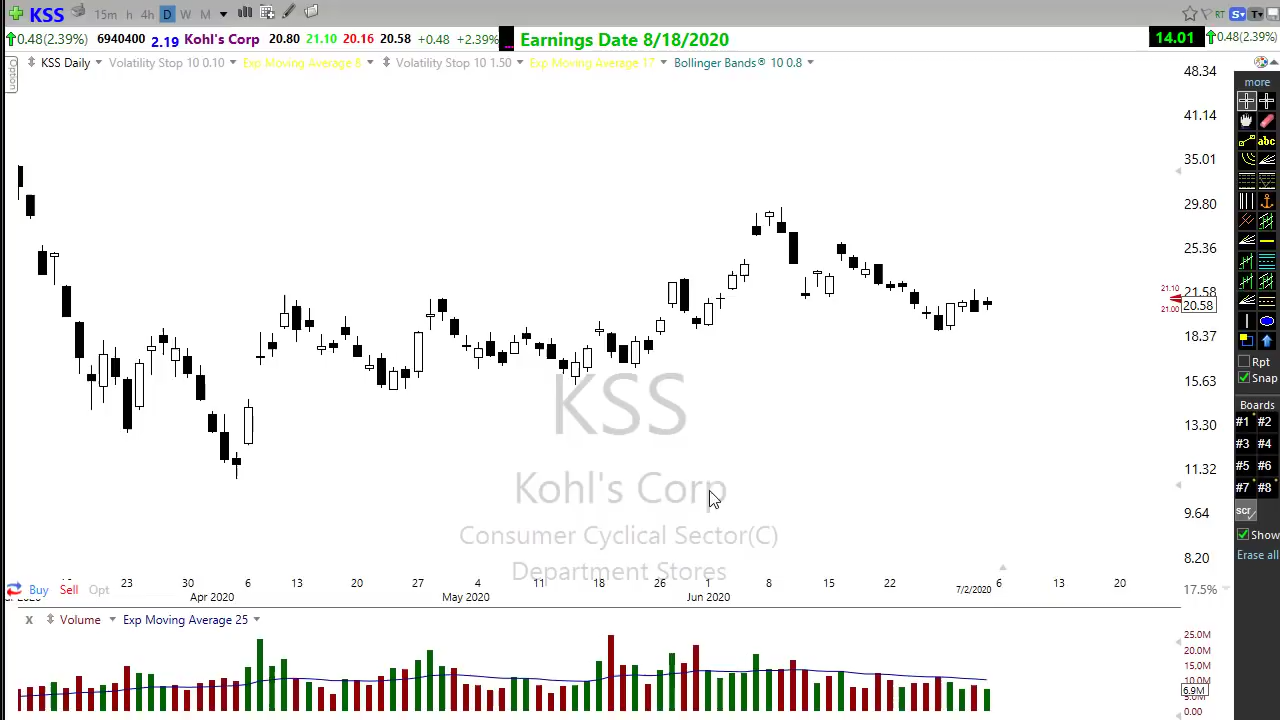 KSS 15m h 4h D W M RT S T
0.48(2.39%) 6940400 2.19 Kohl's Corp 20.80 21.10 20.16 20.58 +0.48 +2.39% Earnings Date 8/18/2020 14.01 0.48(2.39%)
Option
KSS Daily Volatility Stop 10 0.10 Exp Moving Average 8 Volatility Stop 10 1.50 Exp Moving Average 17 Bollinger Bands® 10 0.8
48.34
more
41.14
abc
35.01
29.80
25.36
21.10
21.58
20.58
21.00
18.37
Rpt
Snap
15.63
KSS
Boards
#1 #2
13.30
#3 #4
11.32
#5 #6
Kohl's Corp
#7 #8
9.64
scr
Consumer Cyclical Sector(C)
Show
8.20
Erase all
Department Stores
23 30 6 13 20 27 4 11 18 26 1 8 15 22 6 13 20
Buy Sell Opt
7/2/2020
17.5%
Apr 2020 May 2020 Jun 2020
X Volume Exp Moving Average 25
25.0M
20.0M
15.0M
10.0M
6.9M
5.0M
0.00